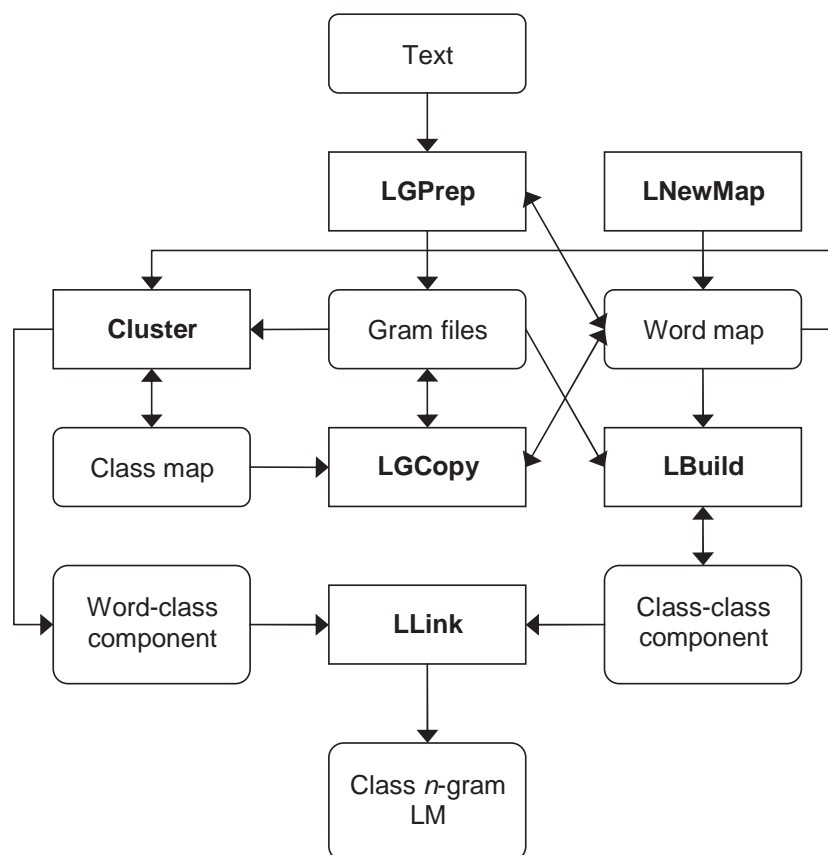 Text
LGPrep
LNewMap
Cluster
Gram files
Word map
Class map
LGCopy
LBuild
Word-class
component
LLink
Class-class
component
Class n-gram
LM